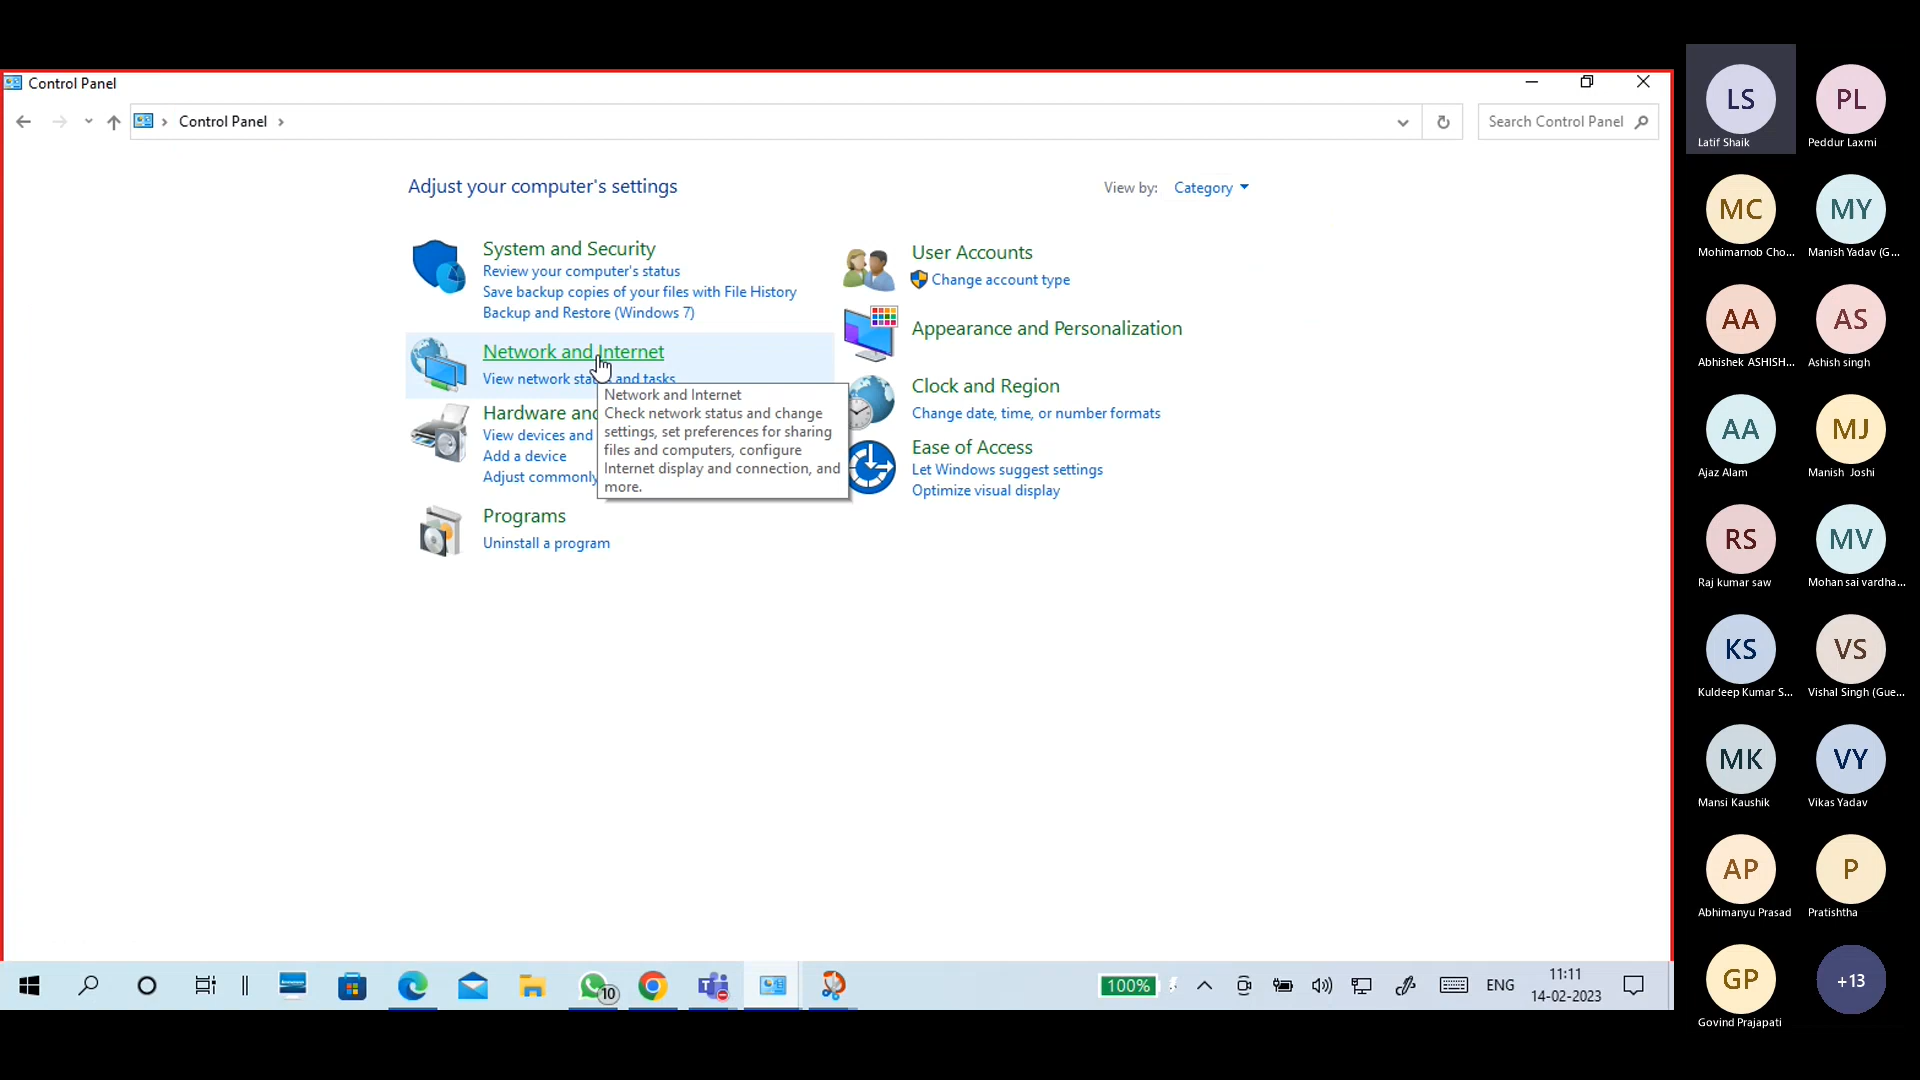 Control Panel
Control Panel
Search Control Panel
Adjust your computer's settings
View by: Category
System and Security
Review your computer's status
Save backup copies of your files with File History
Backup and Restore (Windows 7)
Network and Internet
View network status and tasks
Hardware and
View devices and
Add a device
Adjust commonly
Programs
Uninstall a program
Network and Internet
Check network status and change
settings, set preferences for sharing
files and computers, configure
Internet display and connection, and
more.
User Accounts
Change account type
Appearance and Personalization
Clock and Region
Change date, time, or number formats
Ease of Access
Let Windows suggest settings
Optimize visual display
10
100%
ENG
11:11
14-02-2023
LS
Latif Shaik
PL
Peddur Laxmi
MC
Mohimarnob Cho...
MY
Manish Yadav (G...
AA
Abhishek ASHISH...
AS
Ashish singh
AA
Ajaz Alam
MJ
Manish Joshi
RS
Raj kumar saw
MV
Mohan sai vardha...
KS
Kuldeep Kumar S...
VS
Vishal Singh (Gue...
MK
Mansi Kaushik
VY
Vikas Yadav
AP
Abhimanyu Prasad
P
Pratishtha
GP
Govind Prajapati
+13